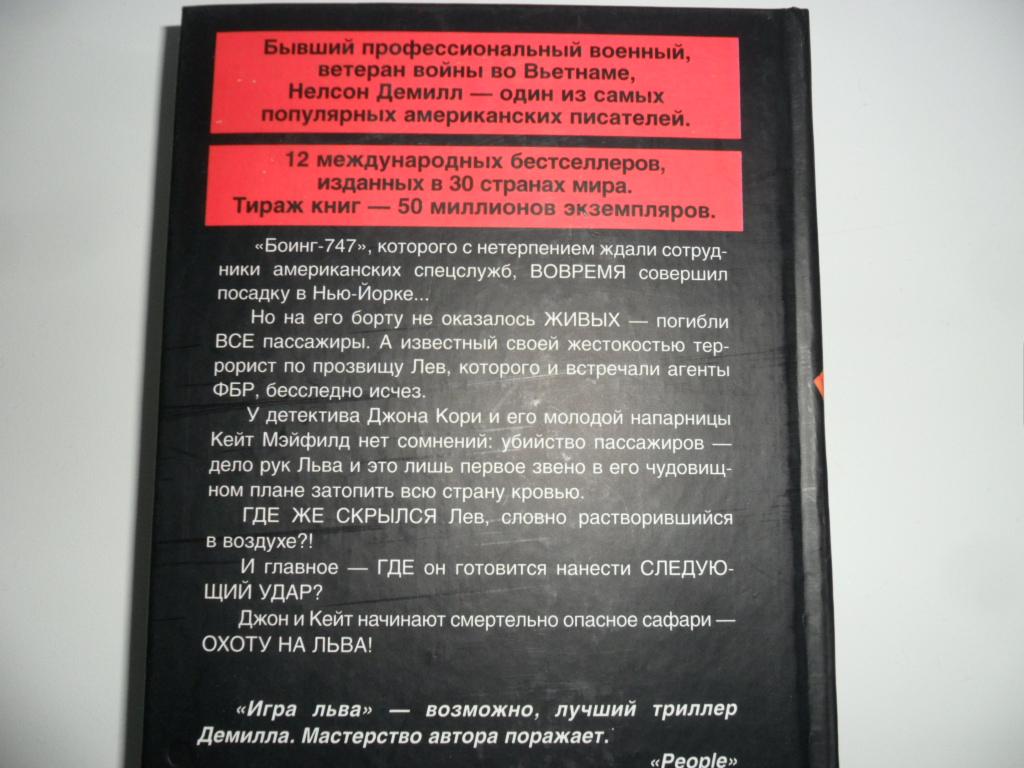 Бывший профессиональный военный,
ветеран войны во Вьетнаме,
Нелсон Демилл — один из самых
популярных американских писателей.
12 международных бестселлеров,
изданных в 30 странах мира.
Тираж книг — 50 миллионов экземпляров.
«Боинг-747», которого с нетерпением ждали сотруд-
ники американских спецслужб, ВОВРЕМЯ совершил
посадку в Нью-Йорке...
Но на его борту не оказалось ЖИВЫХ — погибли
ВСЕ пассажиры. А известный своей жестокостью тер-
рорист по прозвищу Лев, которого и встречали агенты
ФБР, бесследно исчез.
У детектива Джона Кори и его молодой напарницы
Кейт Мэйфилд нет сомнений: убийство пассажиров —
дело рук Льва и это лишь первое звено в его чудовищ-
ном плане затопить всю страну кровью.
ГДЕ ЖЕ СКРЫЛСЯ Лев, словно растворившийся
в воздухе?!
И главное — ГДЕ он готовится нанести СЛЕДУЮ-
ЩИЙ УДАР?
Джон и Кейт начинают смертельно опасное сафари —
ОХОТУ НА ЛЬВА!
«Игра льва» — возможно, лучший триллер
Демилла. Мастерство автора поражает.
«People»